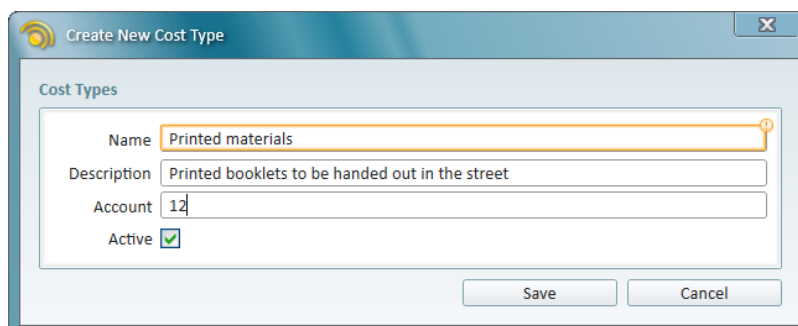 Create New Cost Type
Cost Types
Name Printed materials
Description Printed booklets to be handed out in the street
Account 12
Active
Save Cancel